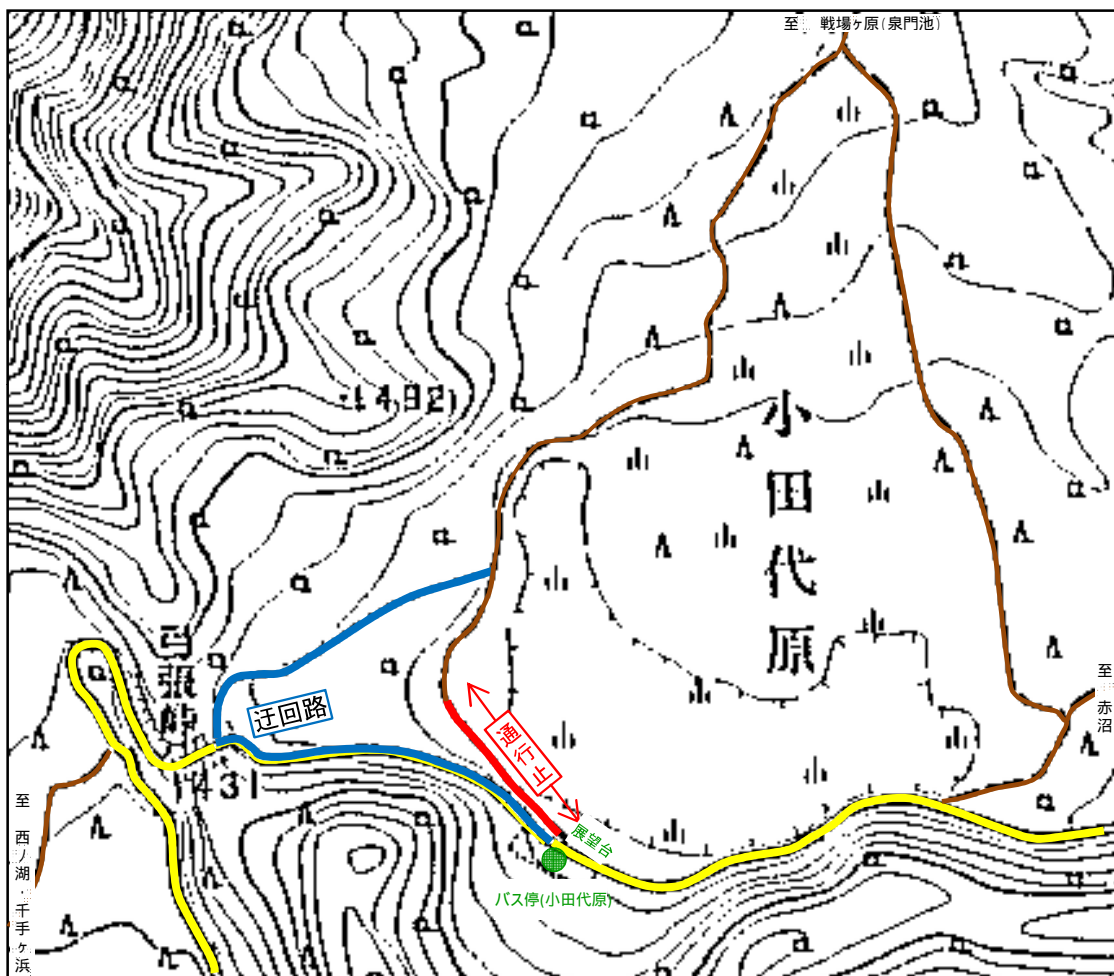 至 戦場ヶ原(泉門池)
1492
小田代原
弓張峠
1431
迂回路
通行止
展望台
バス停(小田代原)
至 赤沼
至 西ノ湖・千手ヶ浜